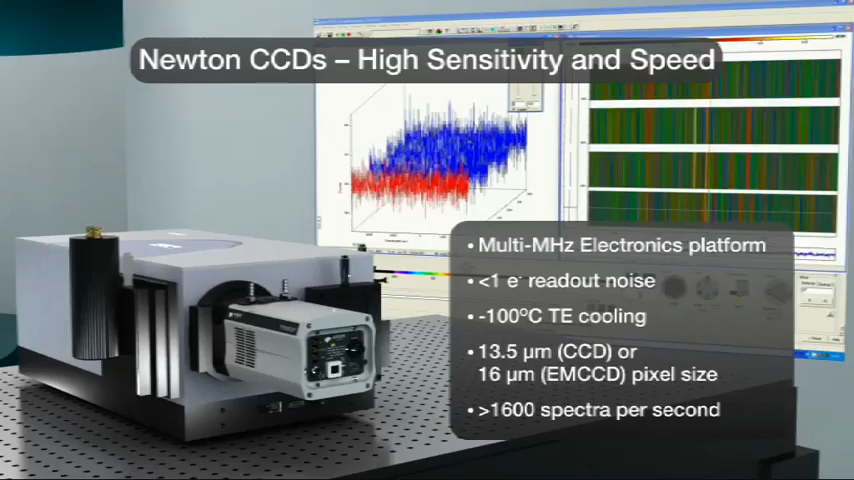 Newton CCDs – High Sensitivity and Speed
• Multi-MHz Electronics platform
• <1 e⁻ readout noise
• -100ºC TE cooling
• 13.5 µm (CCD) or
16 µm (EMCCD) pixel size
• >1600 spectra per second